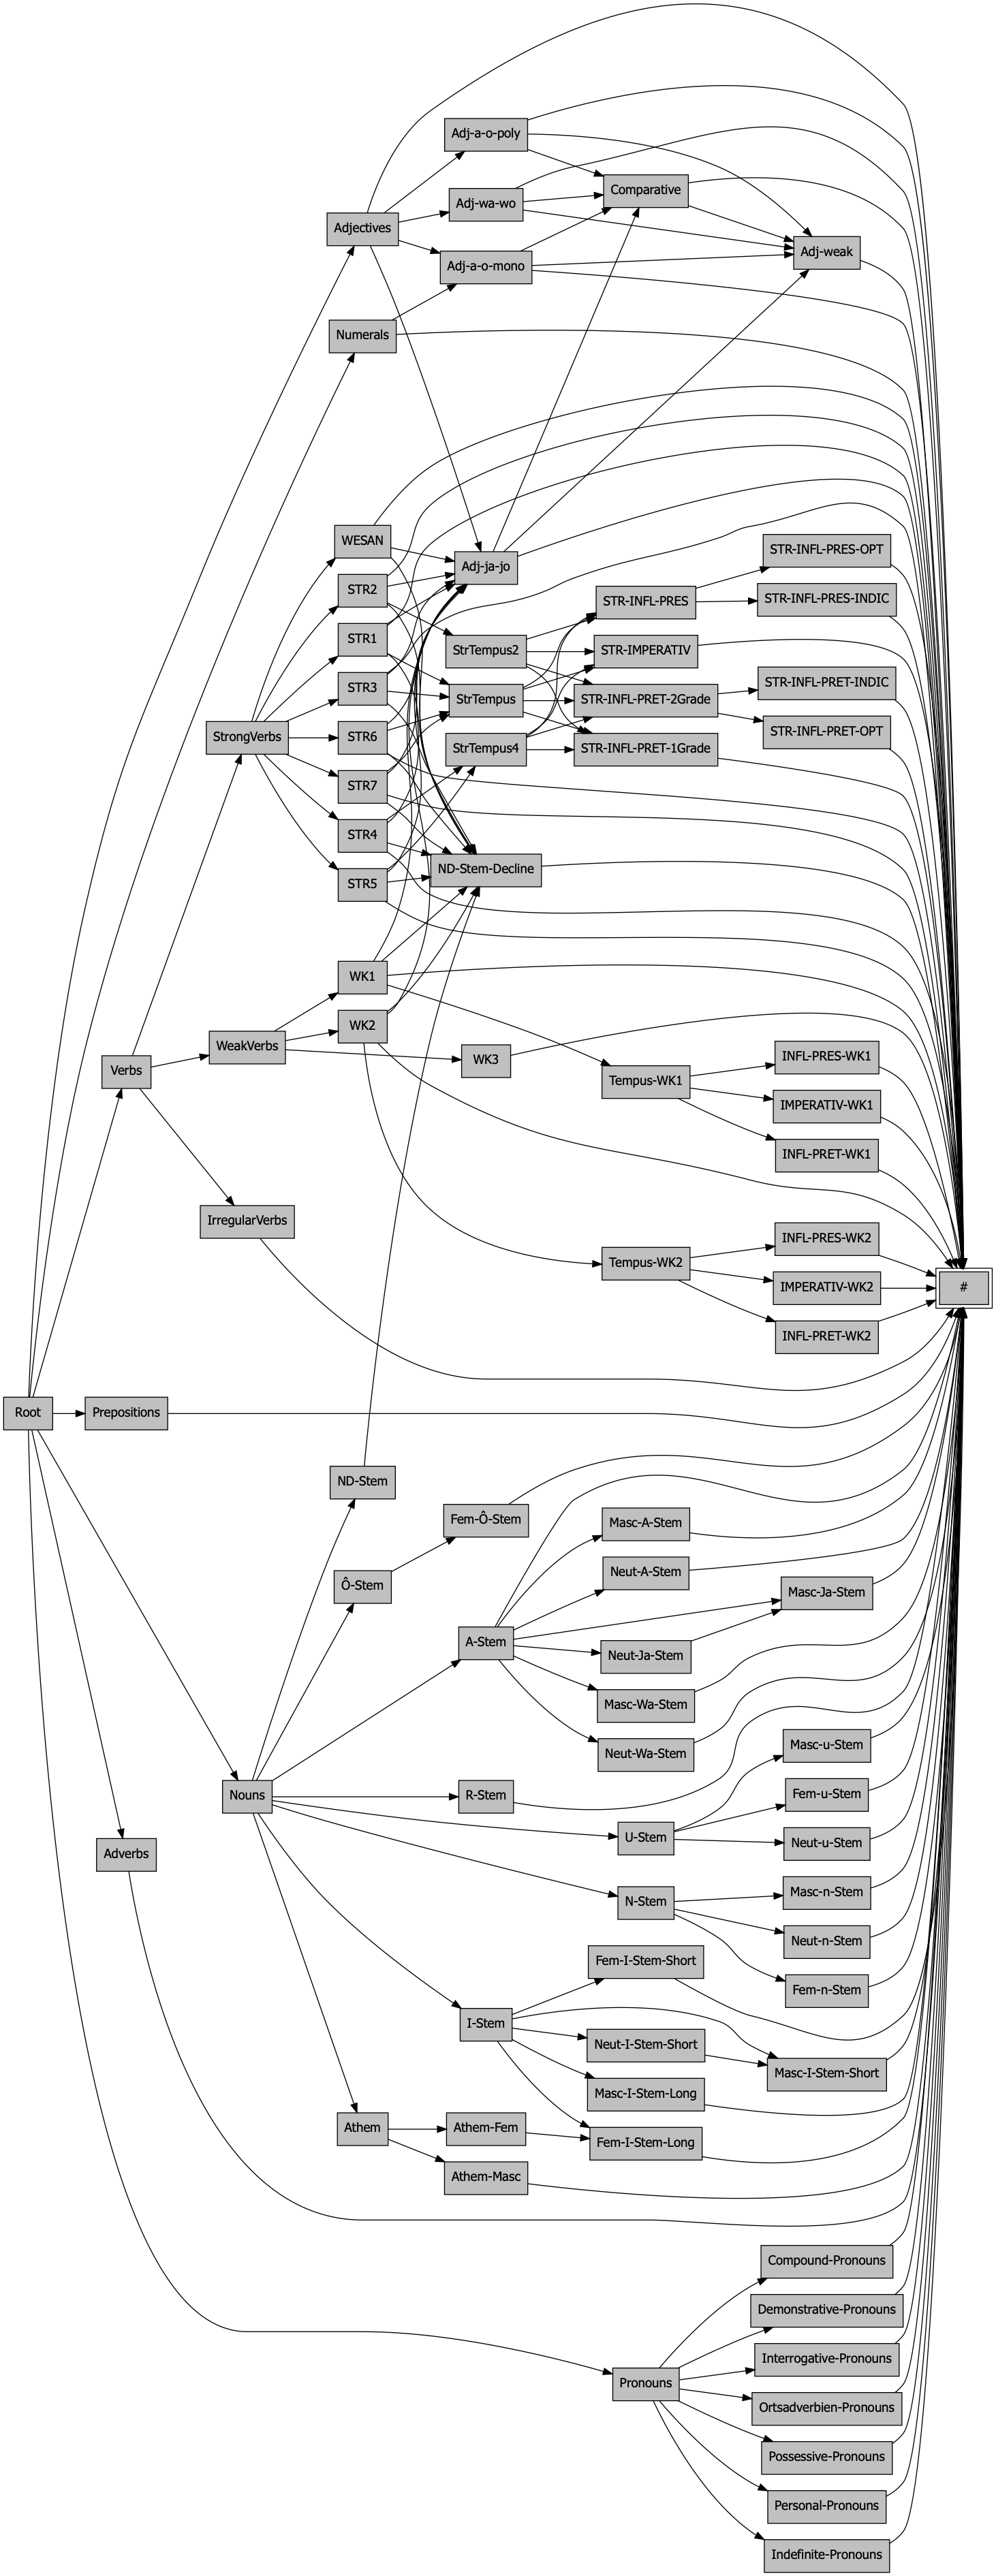 Adj-a-o-poly
Comparative
Adj-wa-wo
Adjectives
Adj-weak
Adj-a-o-mono
Numerals
WESAN
STR-INFL-PRES-OPT
Adj-ja-jo
STR2
STR-INFL-PRES
STR-INFL-PRES-INDIC
STR1
StrTempus2
STR-IMPERATIV
STR3
StrTempus
STR-INFL-PRET-2Grade
STR-INFL-PRET-INDIC
StrongVerbs
STR6
StrTempus4
STR-INFL-PRET-1Grade
STR-INFL-PRET-OPT
STR7
STR4
ND-Stem-Decline
STR5
WK1
WK2
WeakVerbs
WK3
INFL-PRES-WK1
Verbs
Tempus-WK1
IMPERATIV-WK1
INFL-PRET-WK1
IrregularVerbs
INFL-PRES-WK2
Tempus-WK2
IMPERATIV-WK2
#
INFL-PRET-WK2
Root
Prepositions
ND-Stem
Fem-Ô-Stem
Masc-A-Stem
Ô-Stem
Neut-A-Stem
Masc-Ja-Stem
A-Stem
Neut-Ja-Stem
Masc-Wa-Stem
Neut-Wa-Stem
Masc-u-Stem
Nouns
R-Stem
Fem-u-Stem
U-Stem
Neut-u-Stem
Adverbs
Masc-n-Stem
N-Stem
Neut-n-Stem
Fem-I-Stem-Short
Fem-n-Stem
I-Stem
Neut-I-Stem-Short
Masc-I-Stem-Short
Masc-I-Stem-Long
Athem
Athem-Fem
Fem-I-Stem-Long
Athem-Masc
Compound-Pronouns
Demonstrative-Pronouns
Interrogative-Pronouns
Pronouns
Ortsadverbien-Pronouns
Possessive-Pronouns
Personal-Pronouns
Indefinite-Pronouns